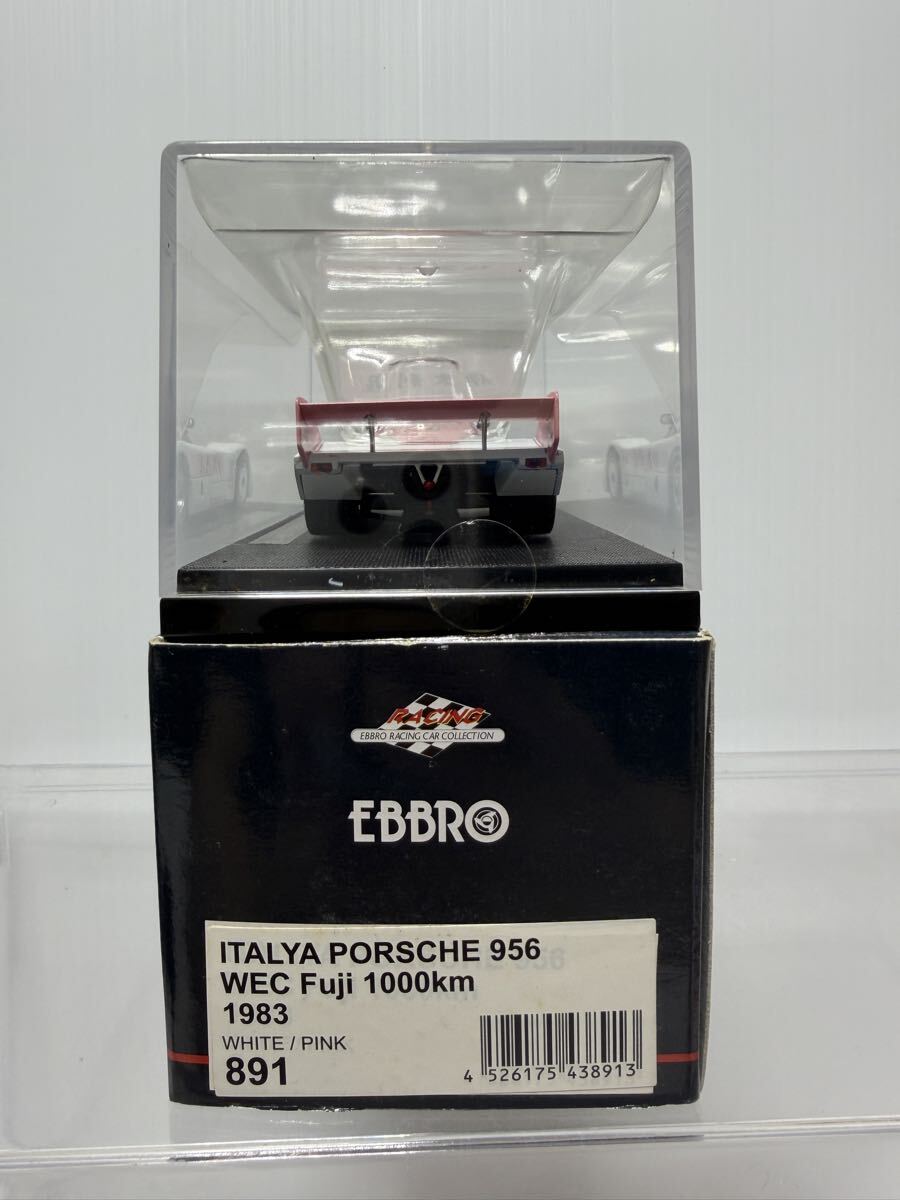 RACING
EBBRO RACING CAR COLLECTION
EBBRO
ITALYA PORSCHE 956
WEC Fuji 1000km
1983
WHITE / PINK
891
4 526175 438913